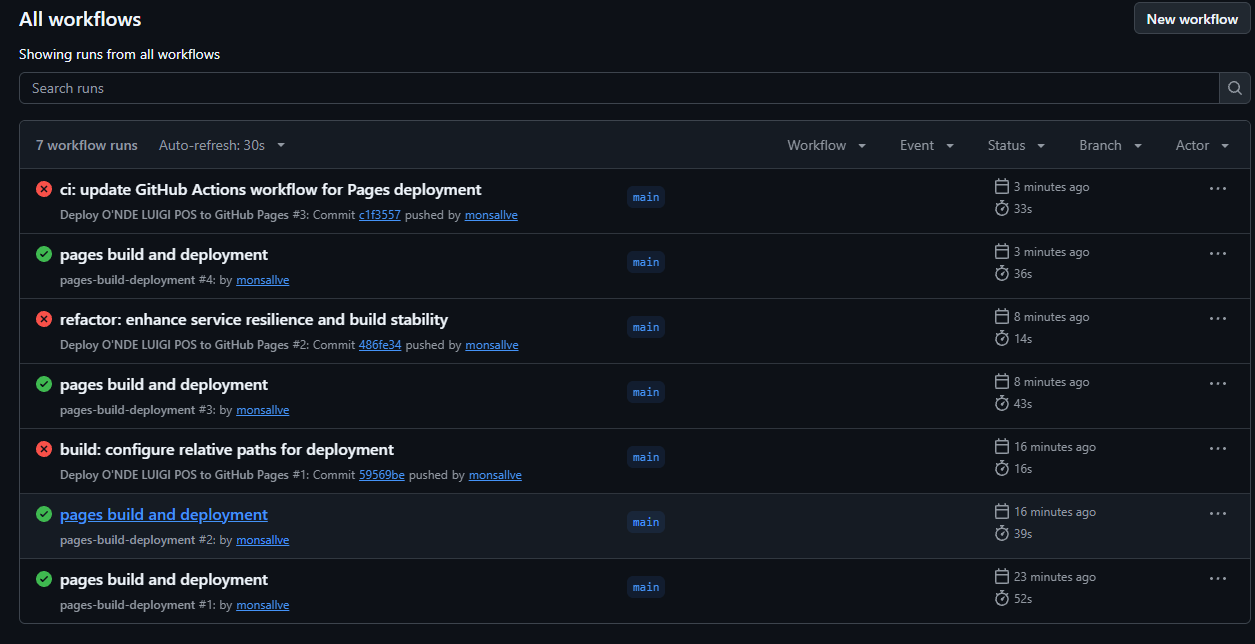 All workflows
New workflow
Showing runs from all workflows
Search runs
7 workflow runs Auto-refresh: 30s Workflow Event Status Branch Actor
ci: update GitHub Actions workflow for Pages deployment main 3 minutes ago
Deploy O'NDE LUIGI POS to GitHub Pages #3: Commit c1f3557 pushed by monsallve 33s
pages build and deployment main 3 minutes ago
pages-build-deployment #4: by monsallve 36s
refactor: enhance service resilience and build stability main 8 minutes ago
Deploy O'NDE LUIGI POS to GitHub Pages #2: Commit 486fe34 pushed by monsallve 14s
pages build and deployment main 8 minutes ago
pages-build-deployment #3: by monsallve 43s
build: configure relative paths for deployment main 16 minutes ago
Deploy O'NDE LUIGI POS to GitHub Pages #1: Commit 59569be pushed by monsallve 16s
pages build and deployment main 16 minutes ago
pages-build-deployment #2: by monsallve 39s
pages build and deployment main 23 minutes ago
pages-build-deployment #1: by monsallve 52s